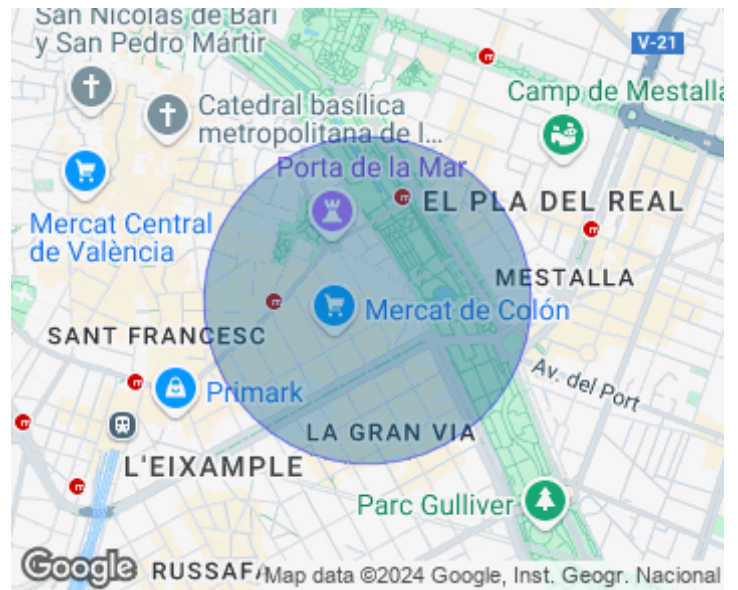 San Nicolás de Bari
y San Pedro Mártir
V-21
Camp de Mestalla
Catedral basílica
metropolitana de l...
Porta de la Mar
EL PLA DEL REAL
Mercat Central
de València
MESTALLA
Mercat de Colón
SANT FRANCESC
Av. del Port
Primark
LA GRAN VIA
L'EIXAMPLE
Parc Gulliver
Google
RUSSAFA
Map data ©2024 Google, Inst. Geogr. Nacional